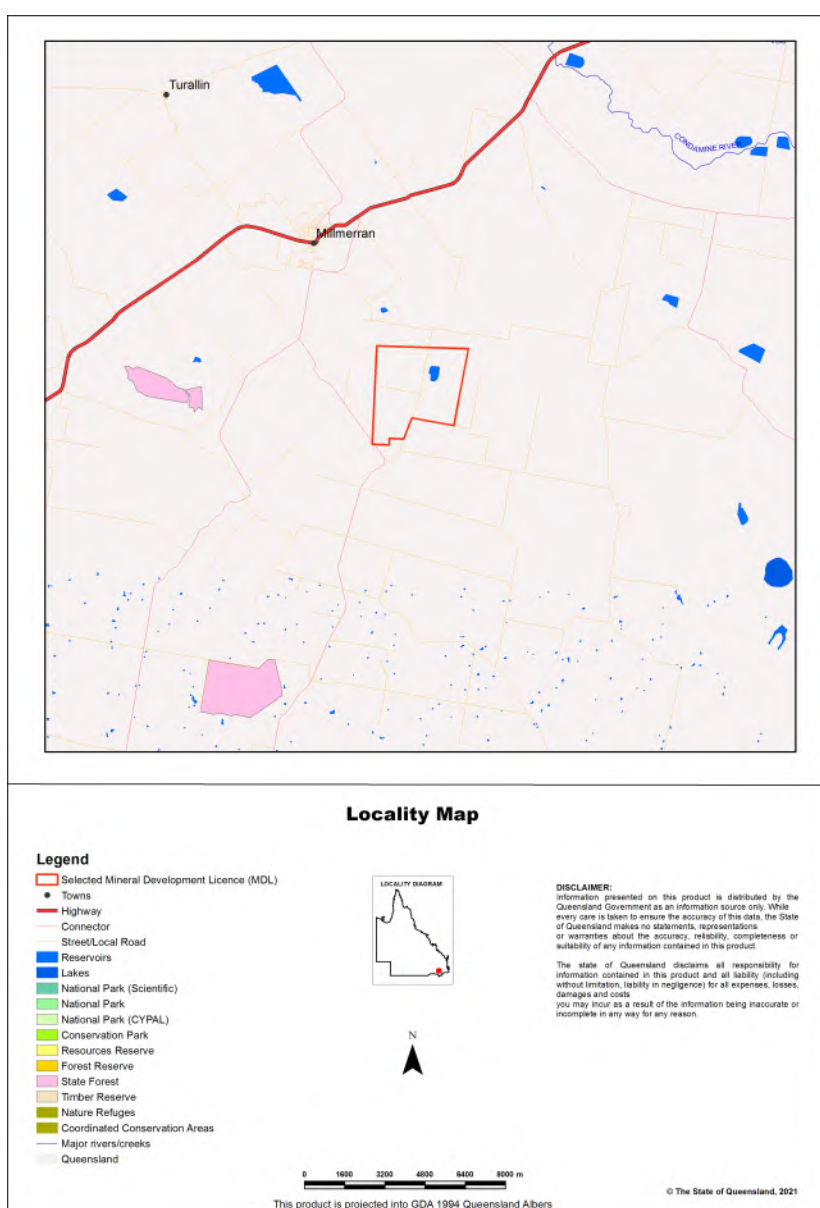 Turallin
CONDAMINE RIVER
Millmerran
Locality Map
Legend
Selected Mineral Development Licence (MDL)
Towns
Highway
Connector
Street/Local Road
Reservoirs
Lakes
National Park (Scientific)
National Park
National Park (CYPAL)
Conservation Park
Resources Reserve
Forest Reserve
State Forest
Timber Reserve
Nature Refuges
Coordinated Conservation Areas
Major rivers/creeks
Queensland
LOCALITY DIAGRAM
N
0 1600 3200 4800 6400 8000 m
This product is projected into GDA 1994 Queensland Albers
DISCLAIMER:
Information presented on this product is distributed by the
Queensland Government as an information source only. While
every care is taken to ensure the accuracy of this data, the State
of Queensland makes no statements, representations
or warranties about the accuracy, reliability, completeness or
suitability of any information contained in this product.
The state of Queensland disclaims all responsibility for
information contained in this product and all liability (including
without limitation, liability in negligence) for all expenses, losses,
damages and costs
you may incur as a result of the information being inaccurate or
incomplete in any way for any reason.
© The State of Queensland, 2021